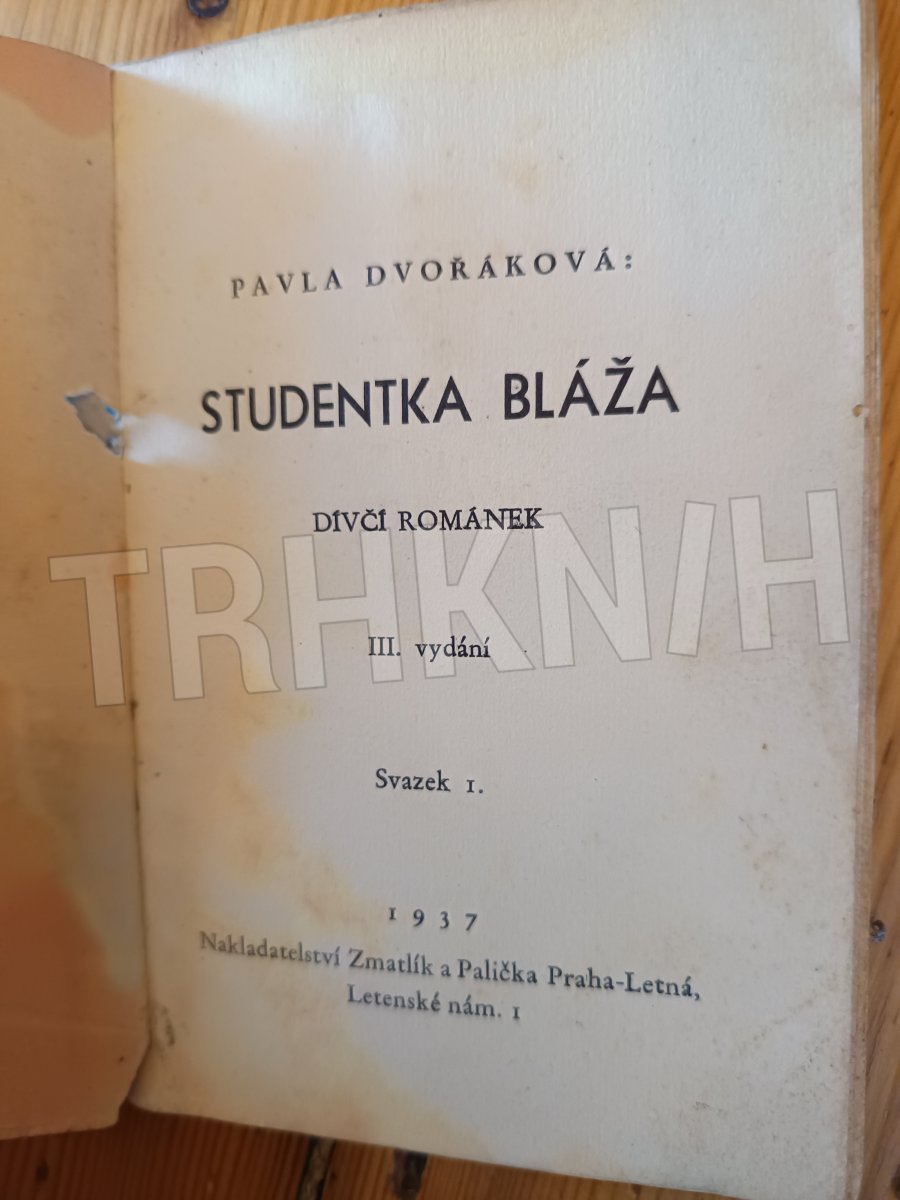 PAVLA DVOŘÁKOVÁ:
STUDENTKA BLÁŽA
DÍVČÍ ROMÁNEK
TRHKNIH
III. vydání
Svazek 1.
1937
Nakladatelství Zmatlík a Palička Praha-Letná,
Letenské nám. 1